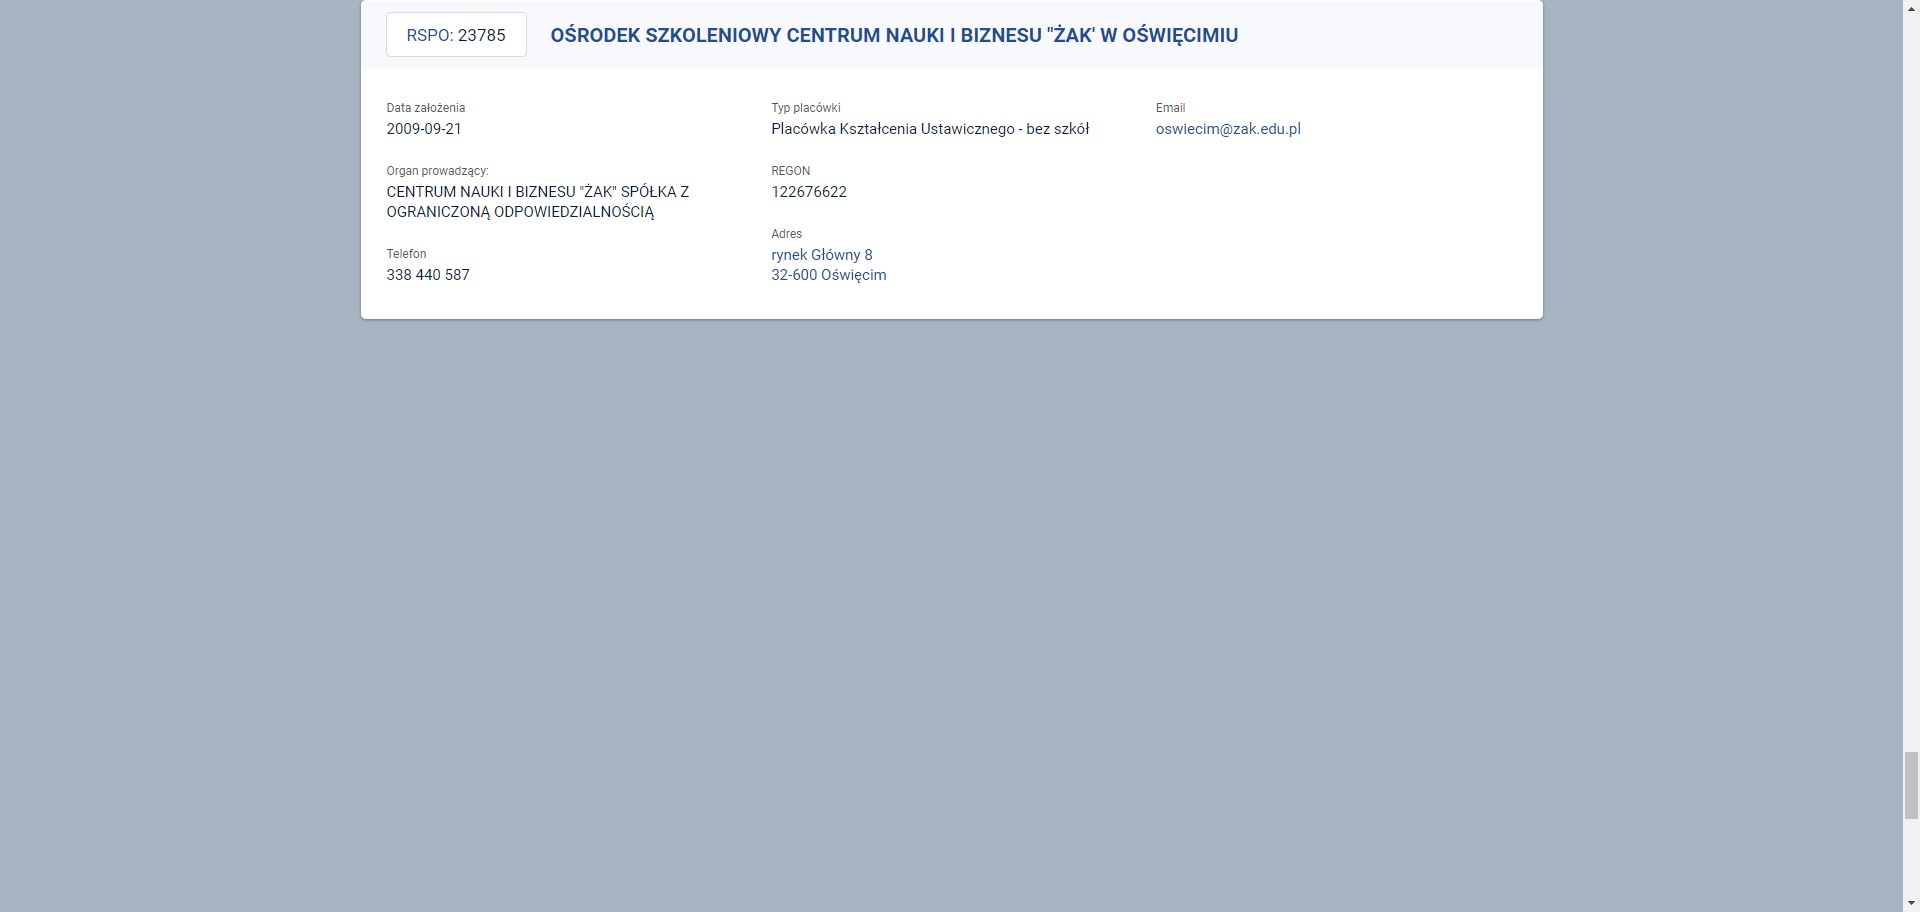 RSPO: 23785
OŚRODEK SZKOLENIOWY CENTRUM NAUKI I BIZNESU "ŻAK' W OŚWIĘCIMIU
Data założenia
2009-09-21
Organ prowadzący:
CENTRUM NAUKI I BIZNESU "ŻAK" SPÓŁKA Z
OGRANICZONĄ ODPOWIEDZIALNOŚCIĄ
Telefon
338 440 587
Typ placówki
Placówka Kształcenia Ustawicznego - bez szkół
REGON
122676622
Adres
rynek Główny 8
32-600 Oświęcim
Email
oswiecim@zak.edu.pl